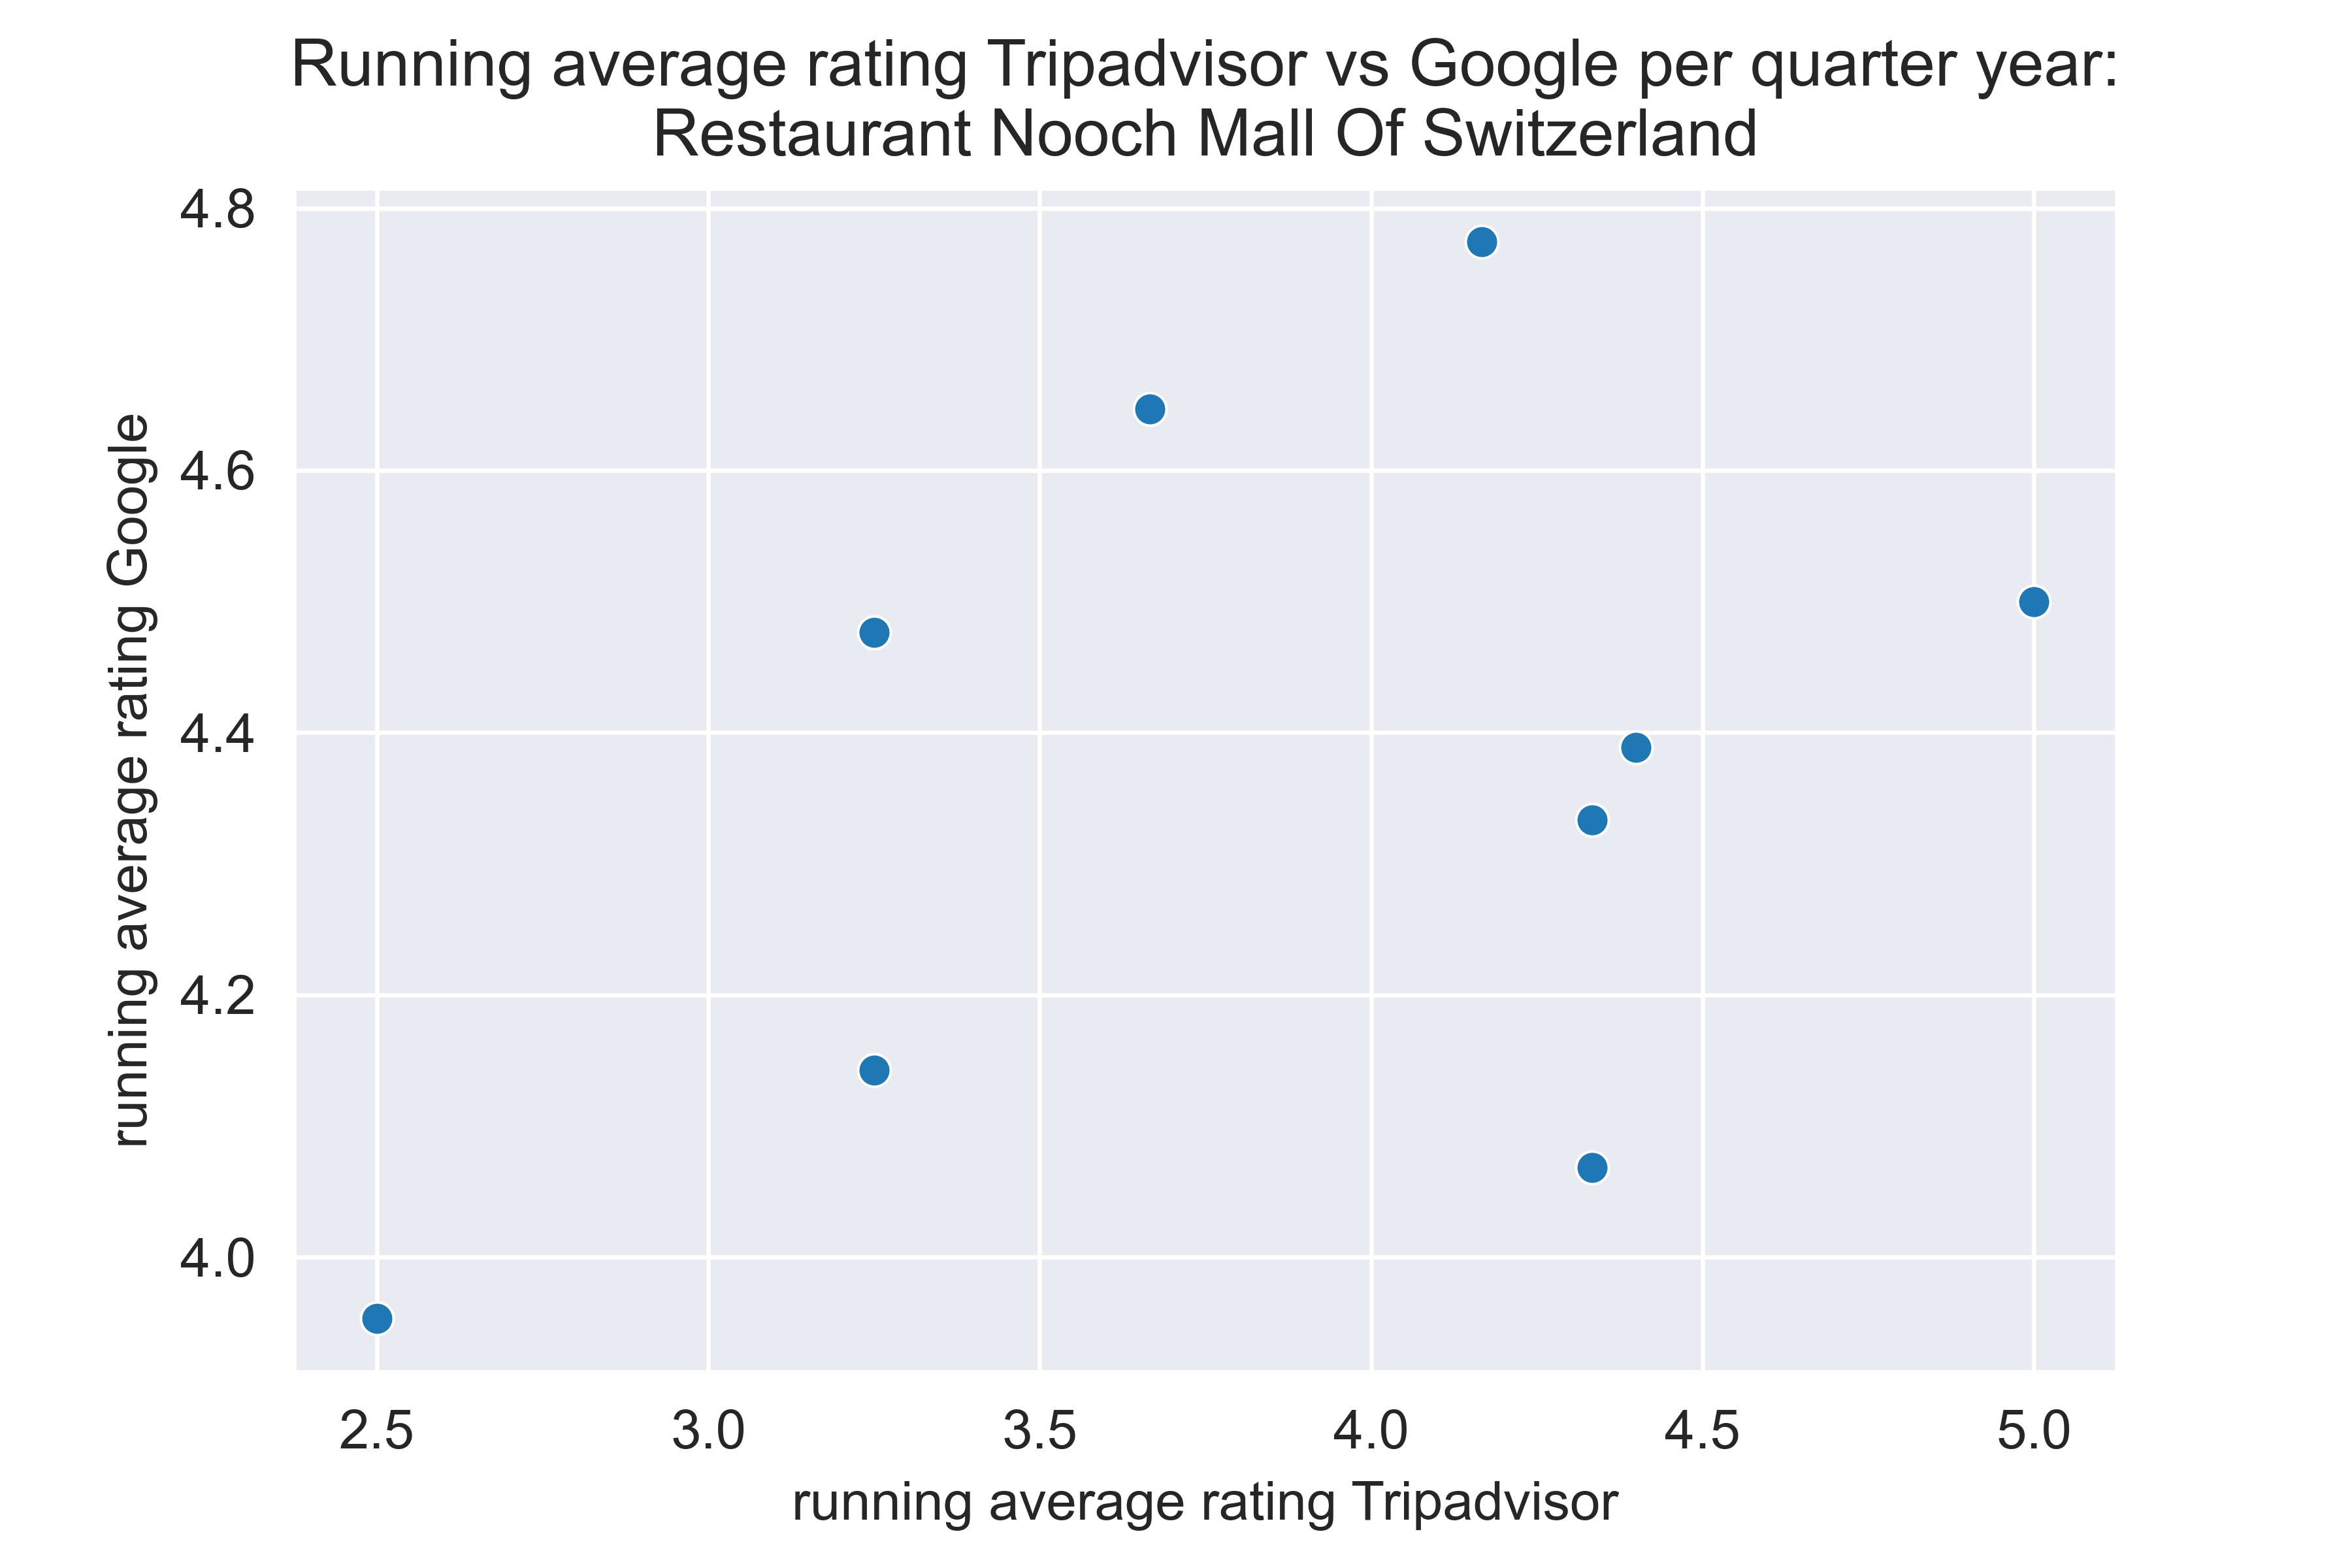 Running average rating Tripadvisor vs Google per quarter year:
Restaurant Nooch Mall Of Switzerland
4.8
4.6
4.4
4.2
4.0
running average rating Google
2.5 3.0 3.5 4.0 4.5 5.0
running average rating Tripadvisor